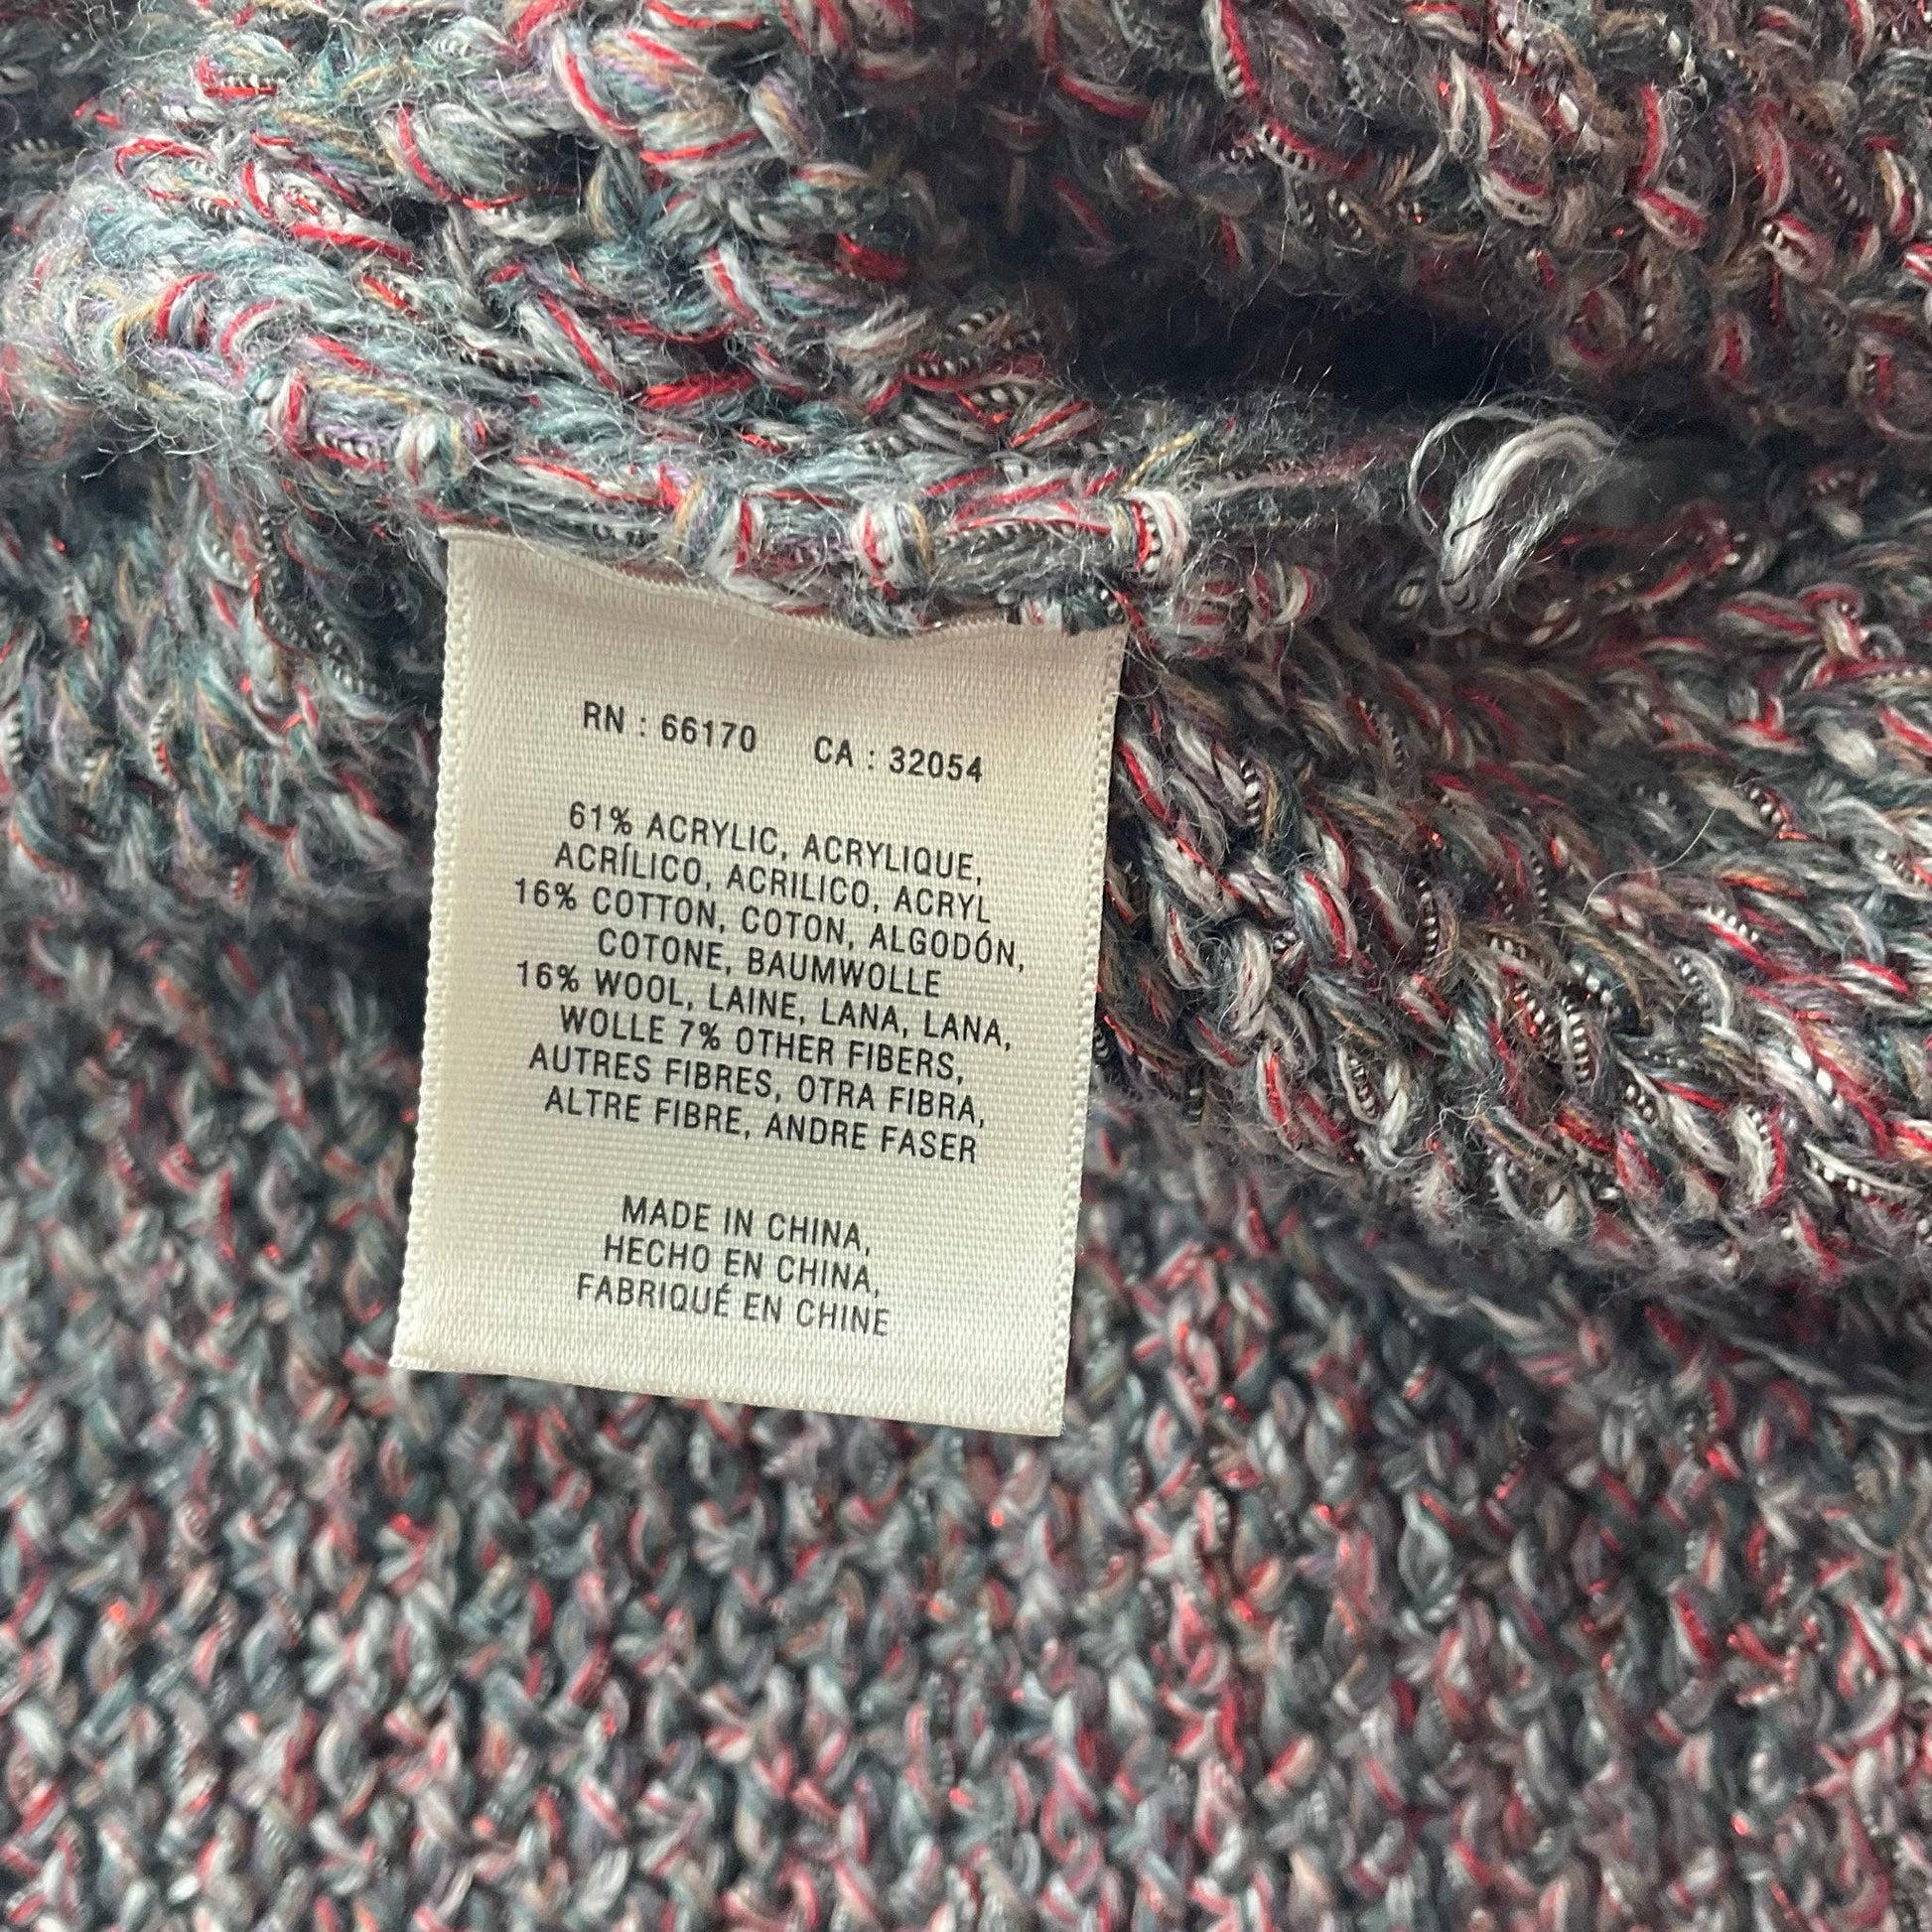 RN : 66170 CA : 32054
61% ACRYLIC, ACRYLIQUE,
ACRÍLICO, ACRILICO, ACRYL
16% COTTON, COTON, ALGODÓN,
COTONE, BAUMWOLLE
16% WOOL, LAINE, LANA, LANA,
WOLLE 7% OTHER FIBERS,
AUTRES FIBRES, OTRA FIBRA,
ALTRE FIBRE, ANDRE FASER
MADE IN CHINA,
HECHO EN CHINA,
FABRIQUÉ EN CHINE